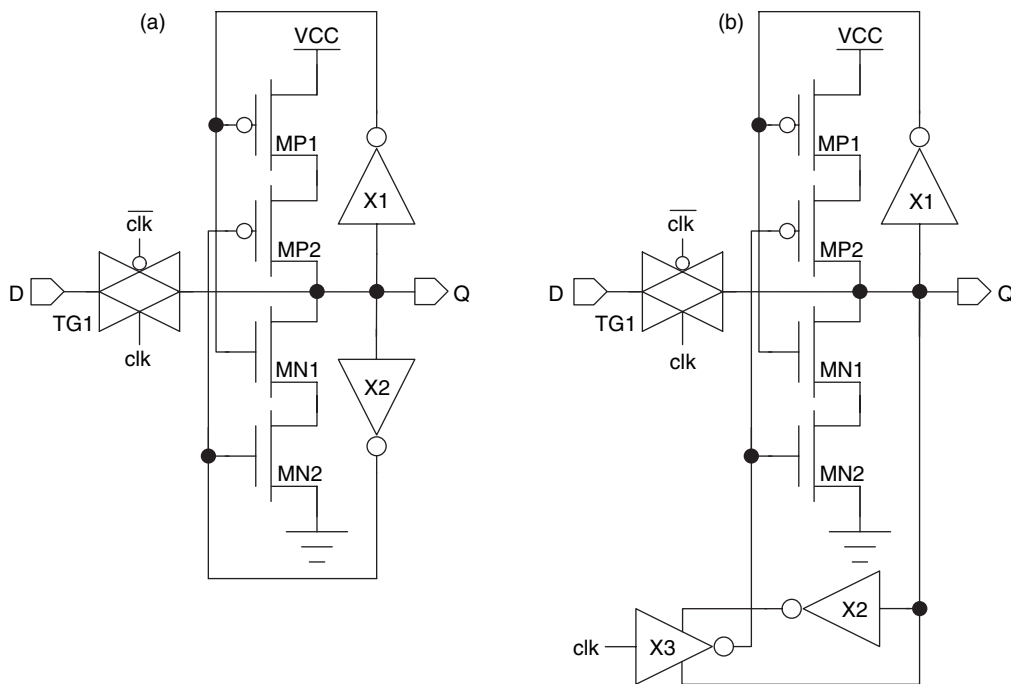 (a)
VCC
MP1
X1
clk
MP2
D
Q
TG1
clk
MN1
X2
MN2
(b)
VCC
MP1
X1
clk
MP2
D
Q
TG1
clk
MN1
MN2
X2
clk
X3